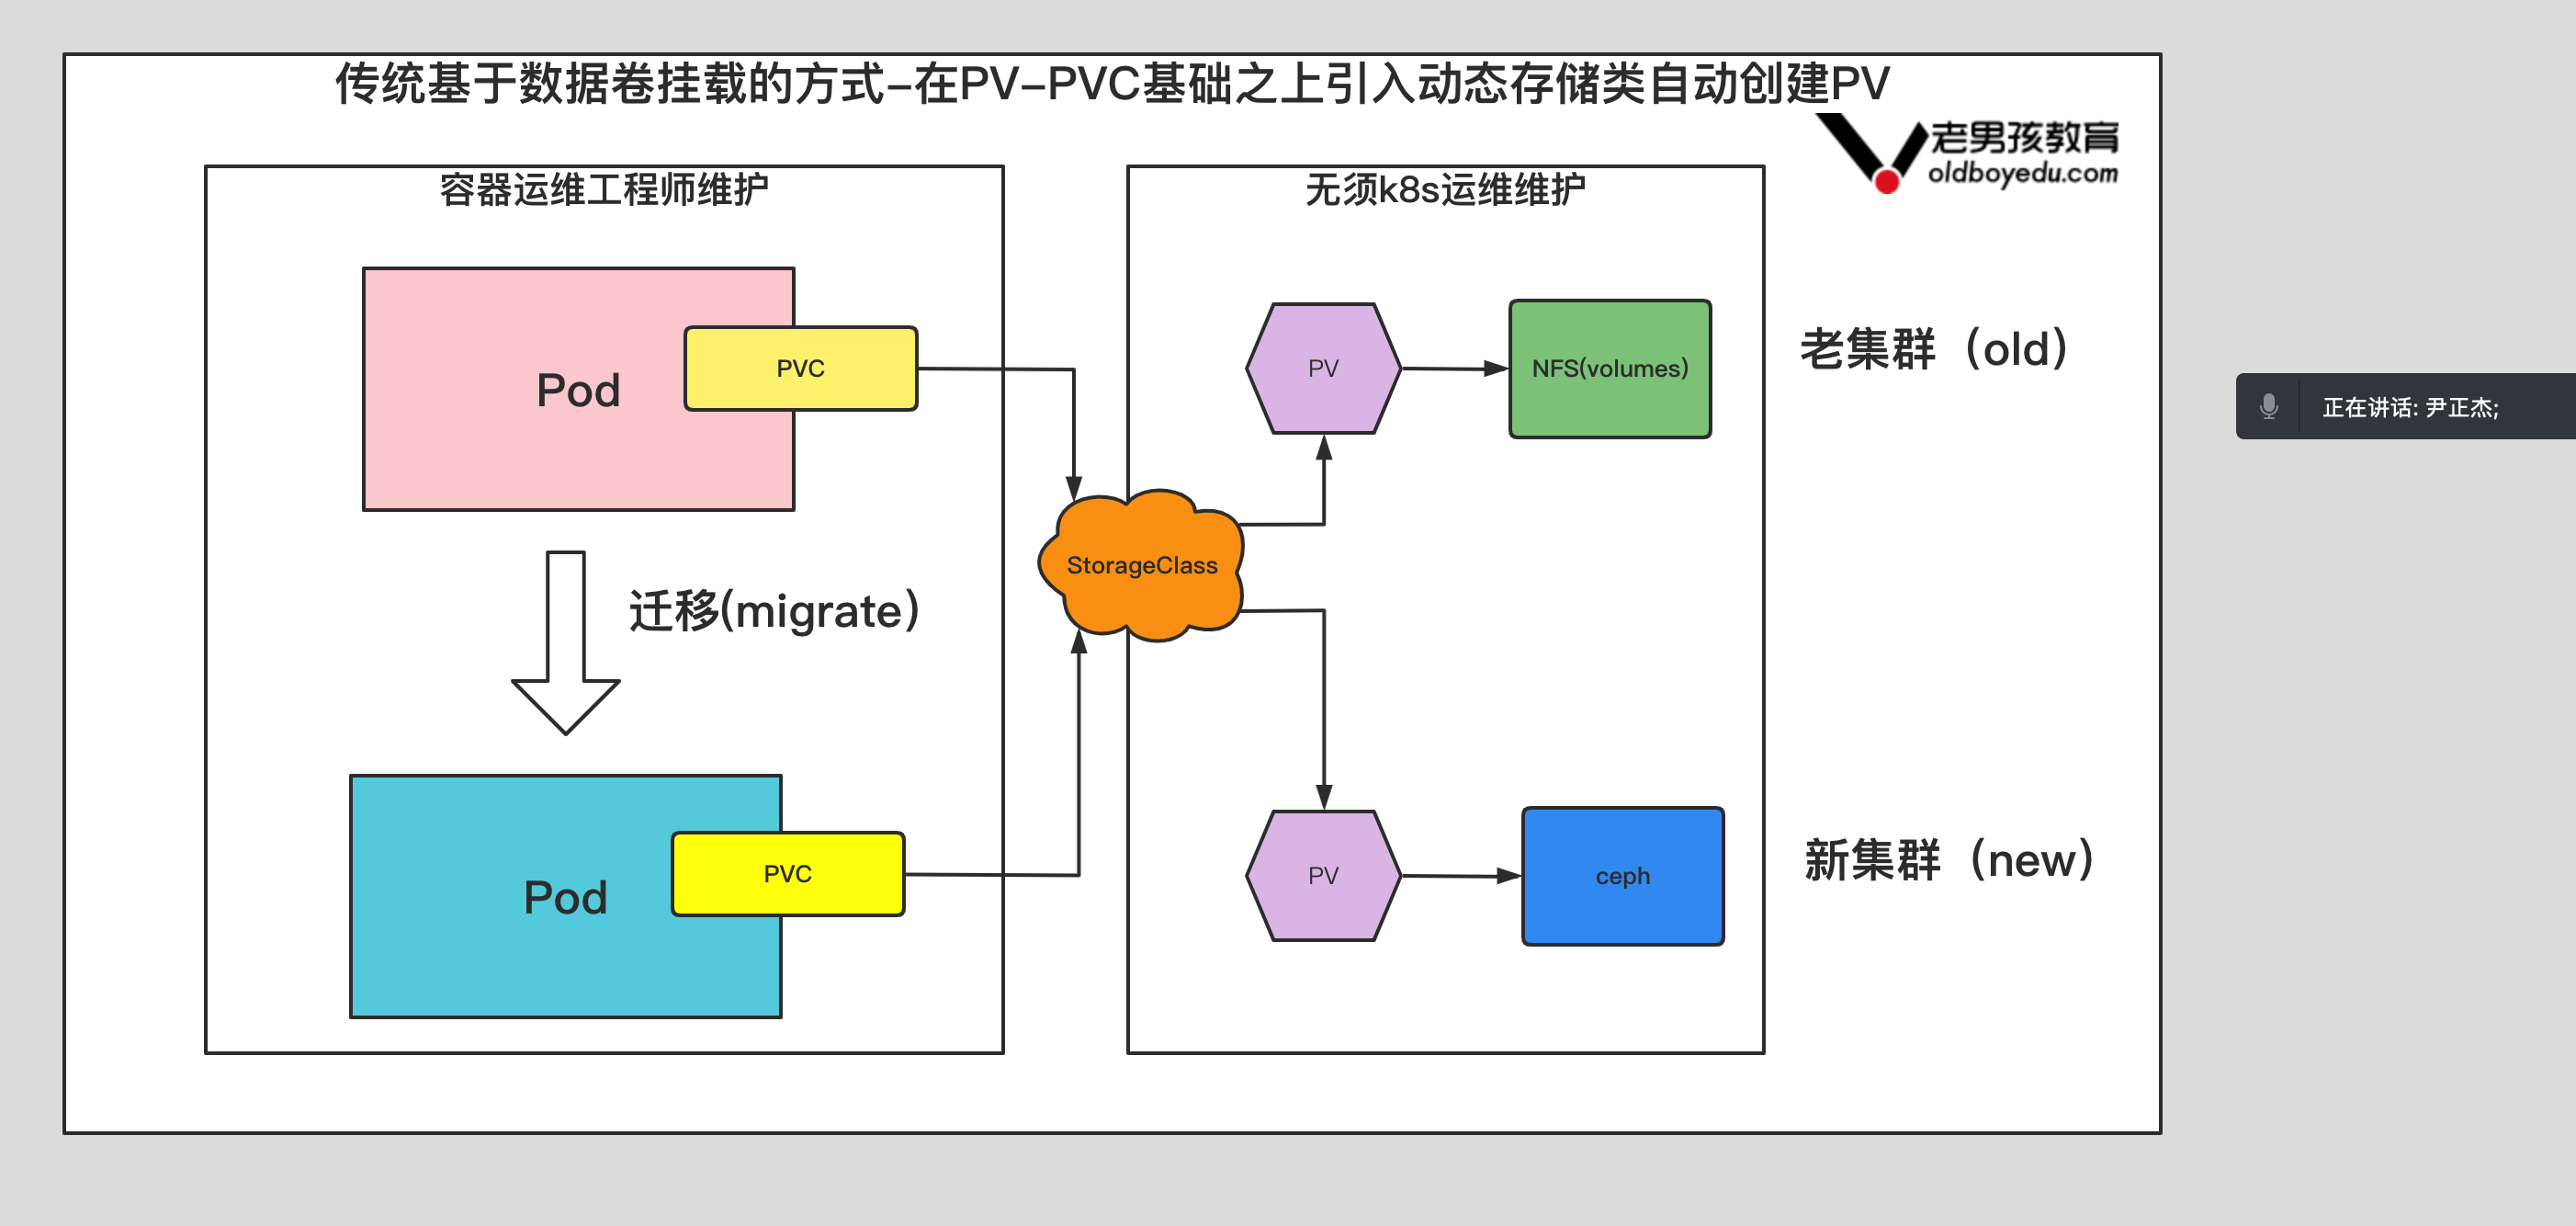 传统基于数据卷挂载的方式-在PV-PVC基础之上引入动态存储类自动创建PV
老男孩教育
oldboyedu.com
容器运维工程师维护
无须k8s运维维护
Pod
PVC
PV
NFS(volumes)
老集群（old）
正在讲话: 尹正杰;
StorageClass
迁移(migrate)
Pod
PVC
PV
ceph
新集群（new）